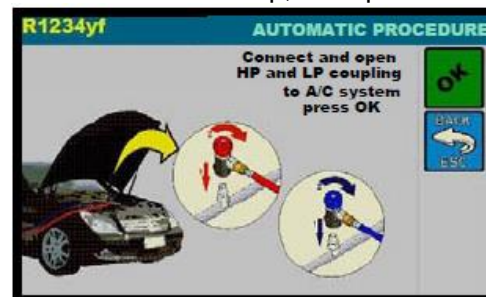 R1234yf
AUTOMATIC PROCEDURE
Connect and open
HP and LP coupling
to A/C system
press OK
OK
BACK
ESC